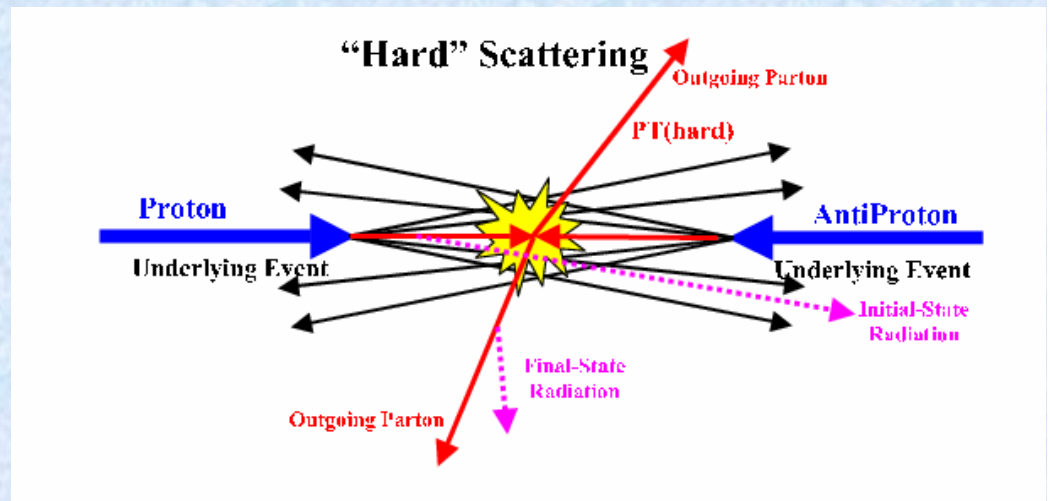 “Hard” Scattering
Outgoing Parton
PT(hard)
Proton
AntiProton
Underlying Event
Underlying Event
Initial-State
Radiation
Final-State
Radiation
Outgoing Parton